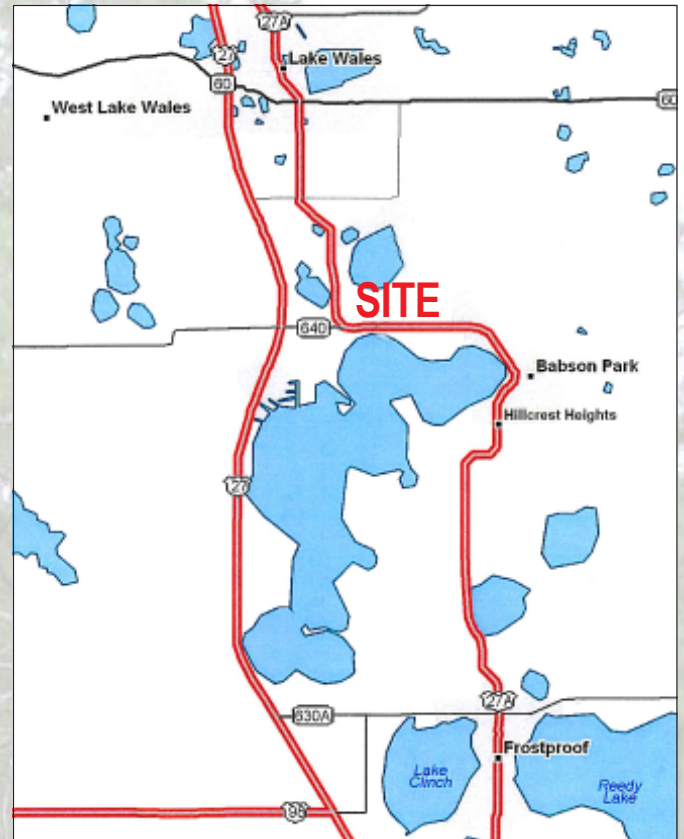 27A
27
Lake Wales
60
60
West Lake Wales
SITE
640
Babson Park
Hillcrest Heights
27
27A
630A
Frostproof
Lake
Clinch
Reedy
Lake
98